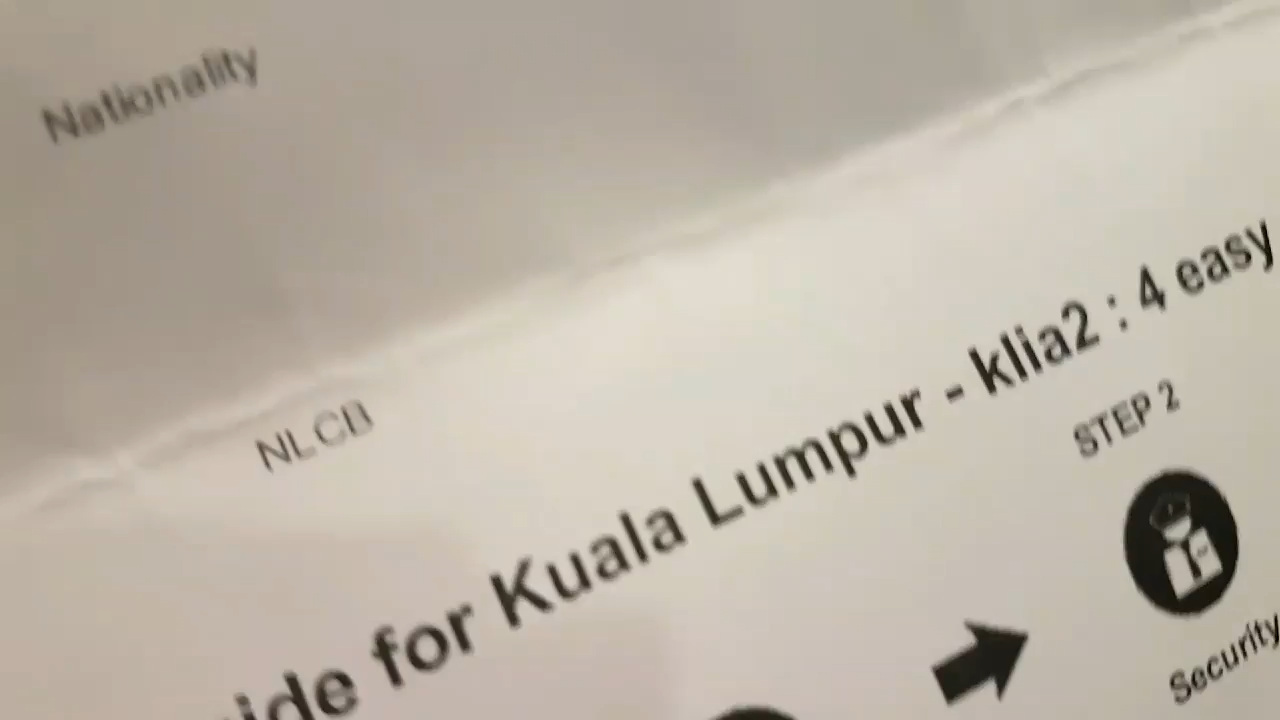 Nationality
NLCB
ide for Kuala Lumpur - klia2 : 4 easy
STEP 2
Security